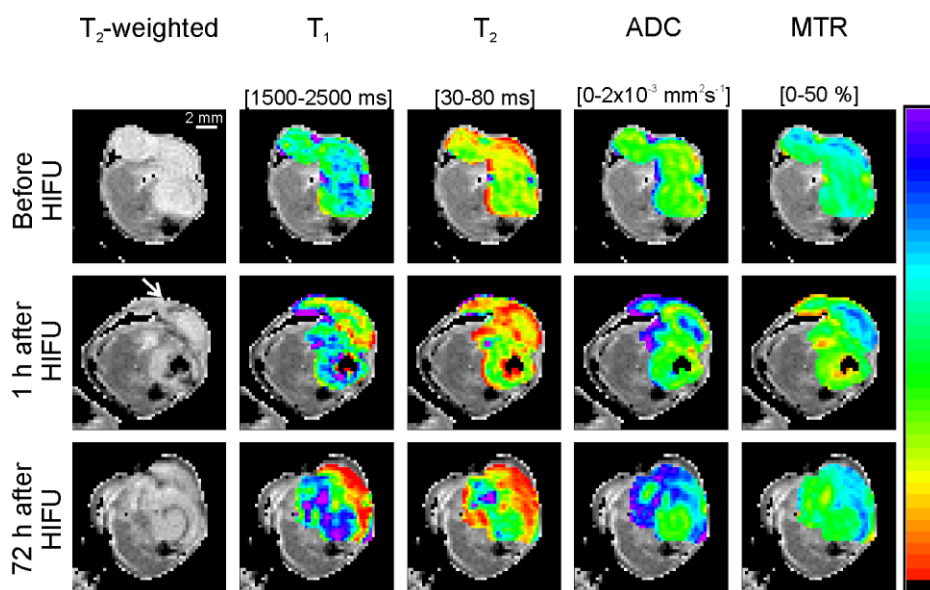 T₂-weighted T₁ T₂ ADC MTR
[1500-2500 ms] [30-80 ms] [0-2x10⁻³ mm²s⁻¹] [0-50 %]
2 mm
Before
HIFU
1 h after
HIFU
72 h after
HIFU